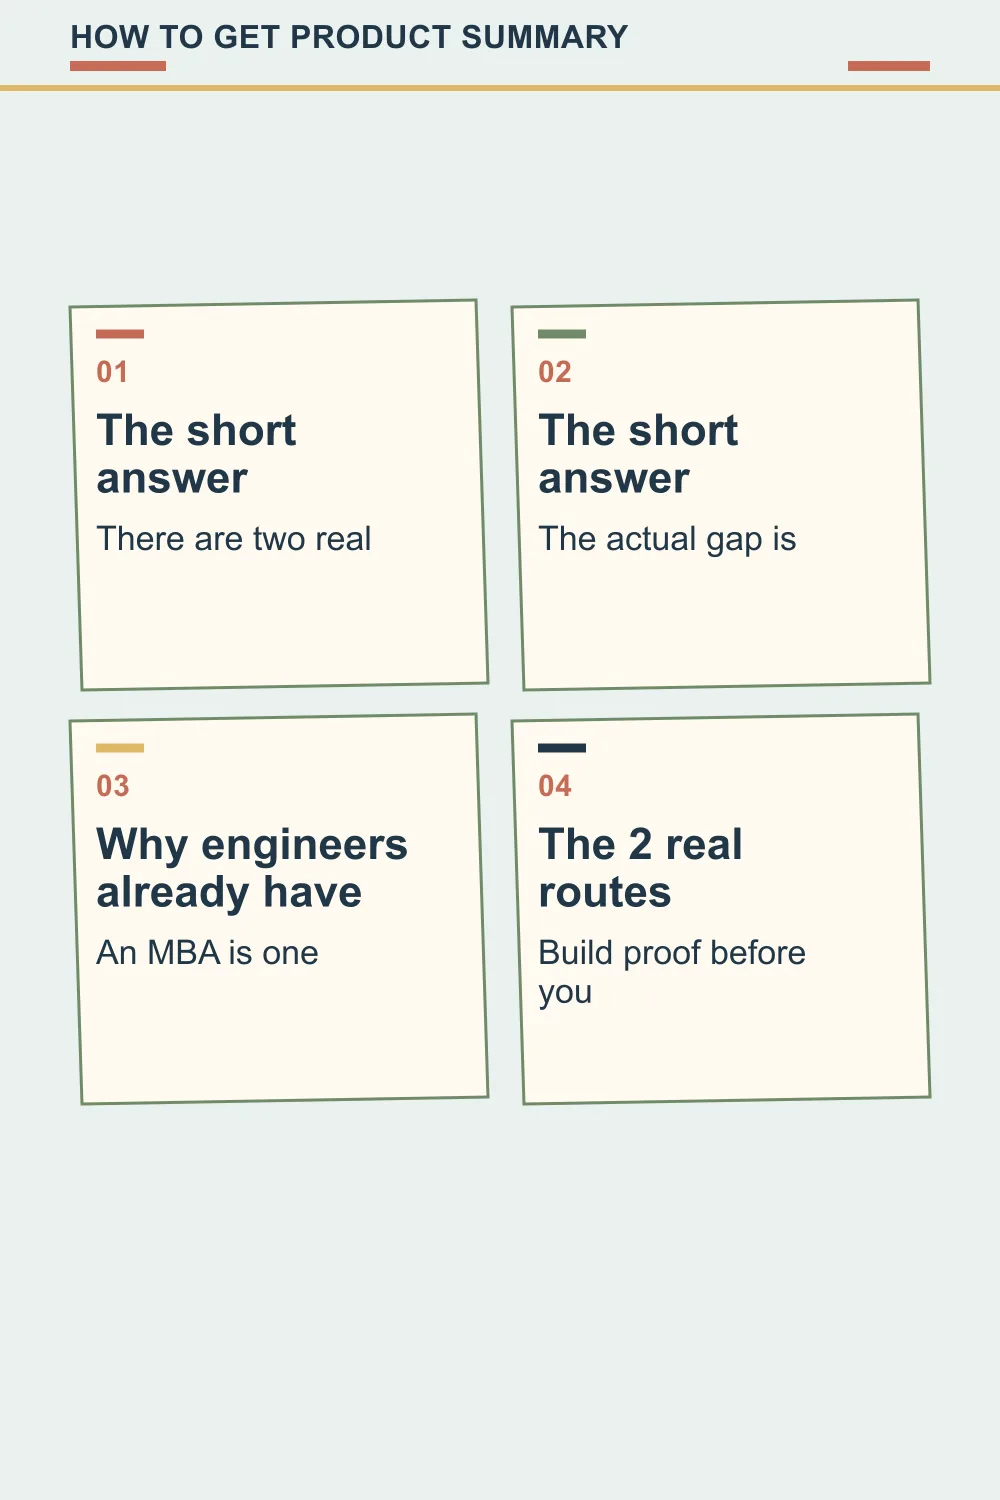 HOW TO GET PRODUCT SUMMARY
01
The short
answer
There are two real
02
The short
answer
The actual gap is
03
Why engineers
already have
An MBA is one
04
The 2 real
routes
Build proof before
you